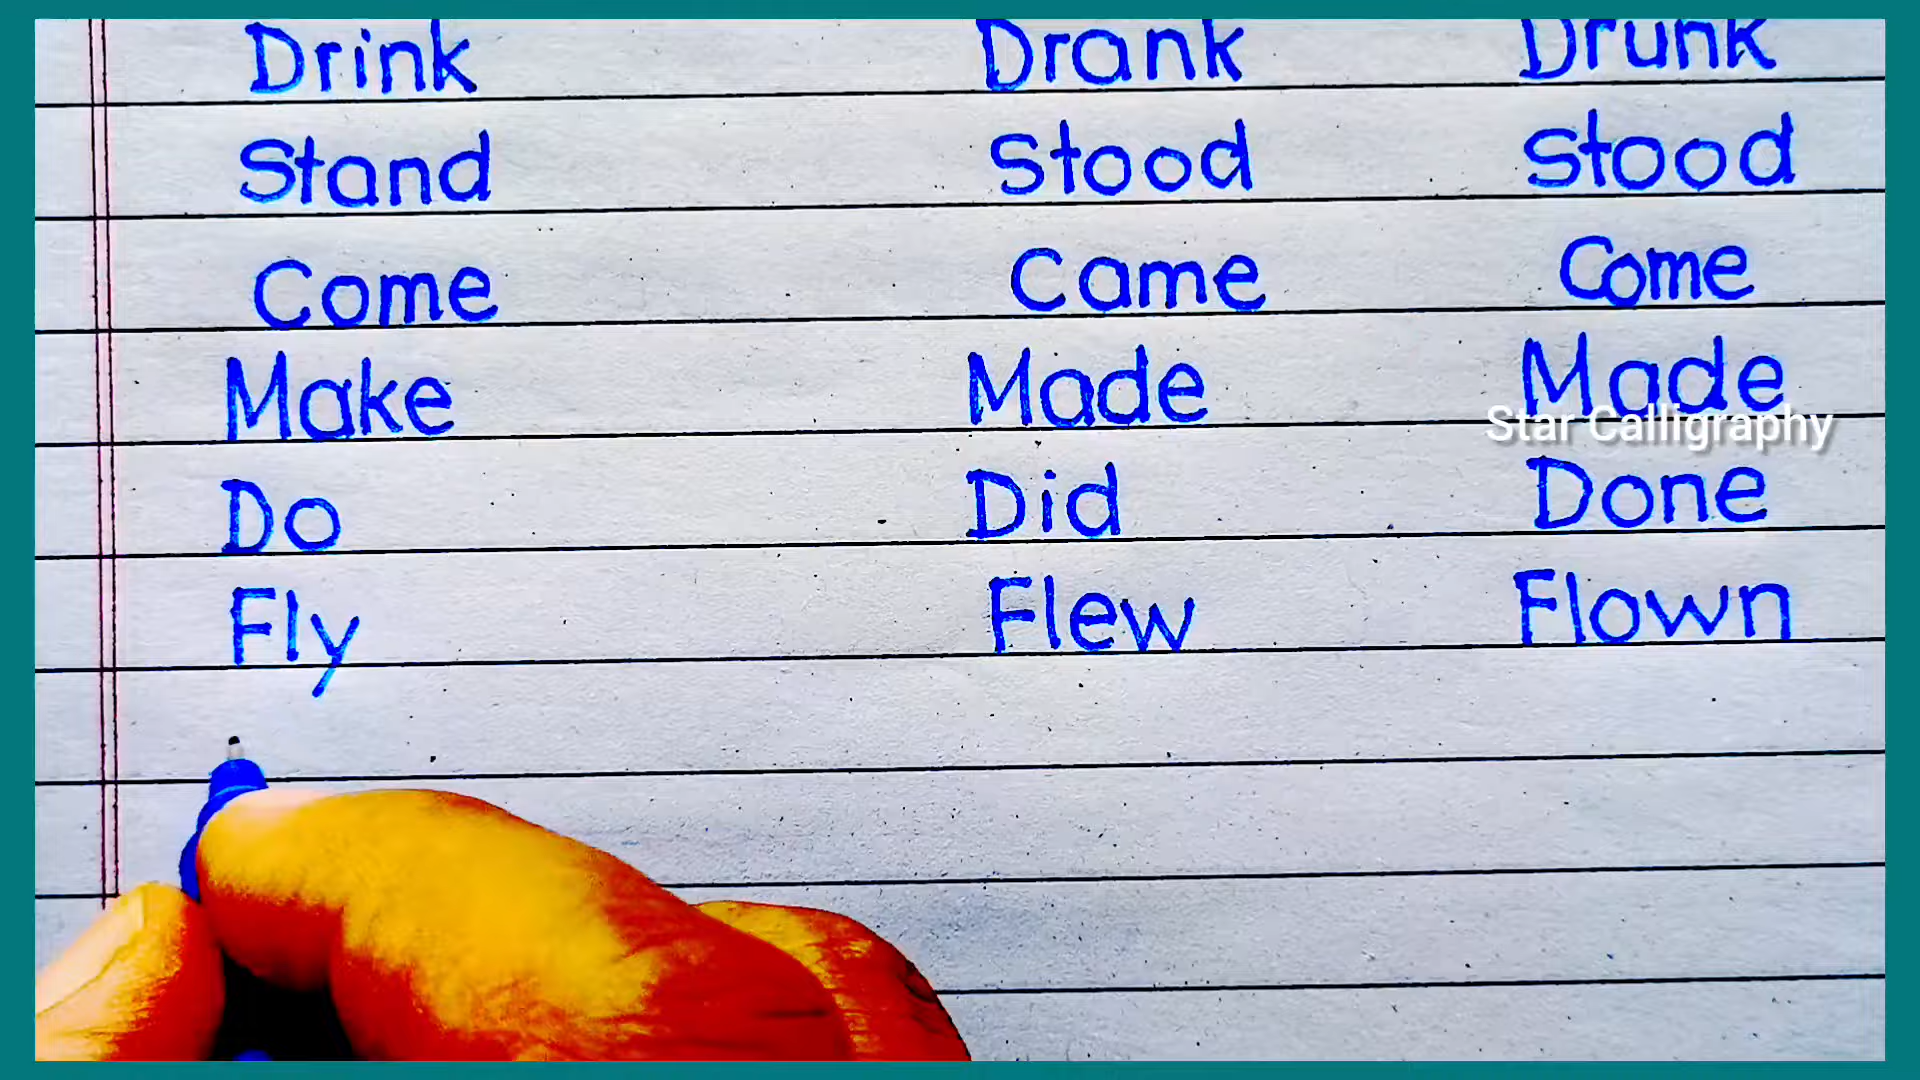 Drink Drank Drunk
Stand Stood Stood
Come Came Come
Make Made Made
Star Calligraphy
Do Did Done
Fly Flew Flown